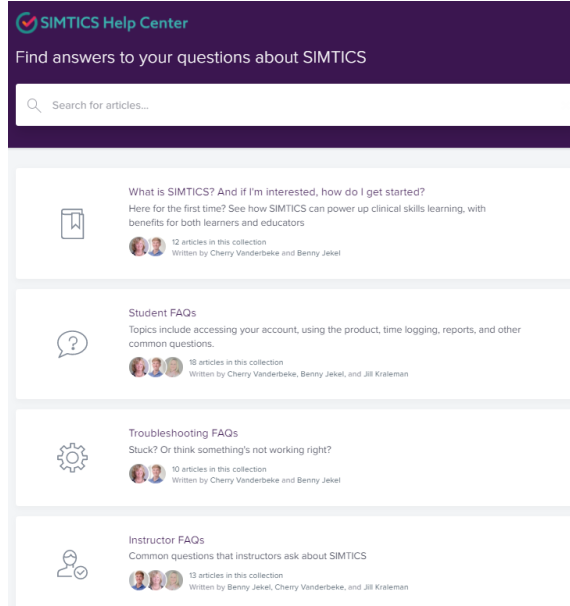 SIMTICS Help Center
Find answers to your questions about SIMTICS
Search for articles...
What is SIMTICS? And if I'm interested, how do I get started?
Here for the first time? See how SIMTICS can power up clinical skills learning, with
benefits for both learners and educators
12 articles in this collection
Written by Cherry Vanderbeke and Benny Jekel
Student FAQs
Topics include accessing your account, using the product, time logging, reports, and other
common questions.
18 articles in this collection
Written by Cherry Vanderbeke, Benny Jekel, and Jill Kraleman
Troubleshooting FAQs
Stuck? Or think something's not working right?
10 articles in this collection
Written by Cherry Vanderbeke and Benny Jekel
Instructor FAQs
Common questions that instructors ask about SIMTICS
13 articles in this collection
Written by Benny Jekel, Cherry Vanderbeke, and Jill Kraleman